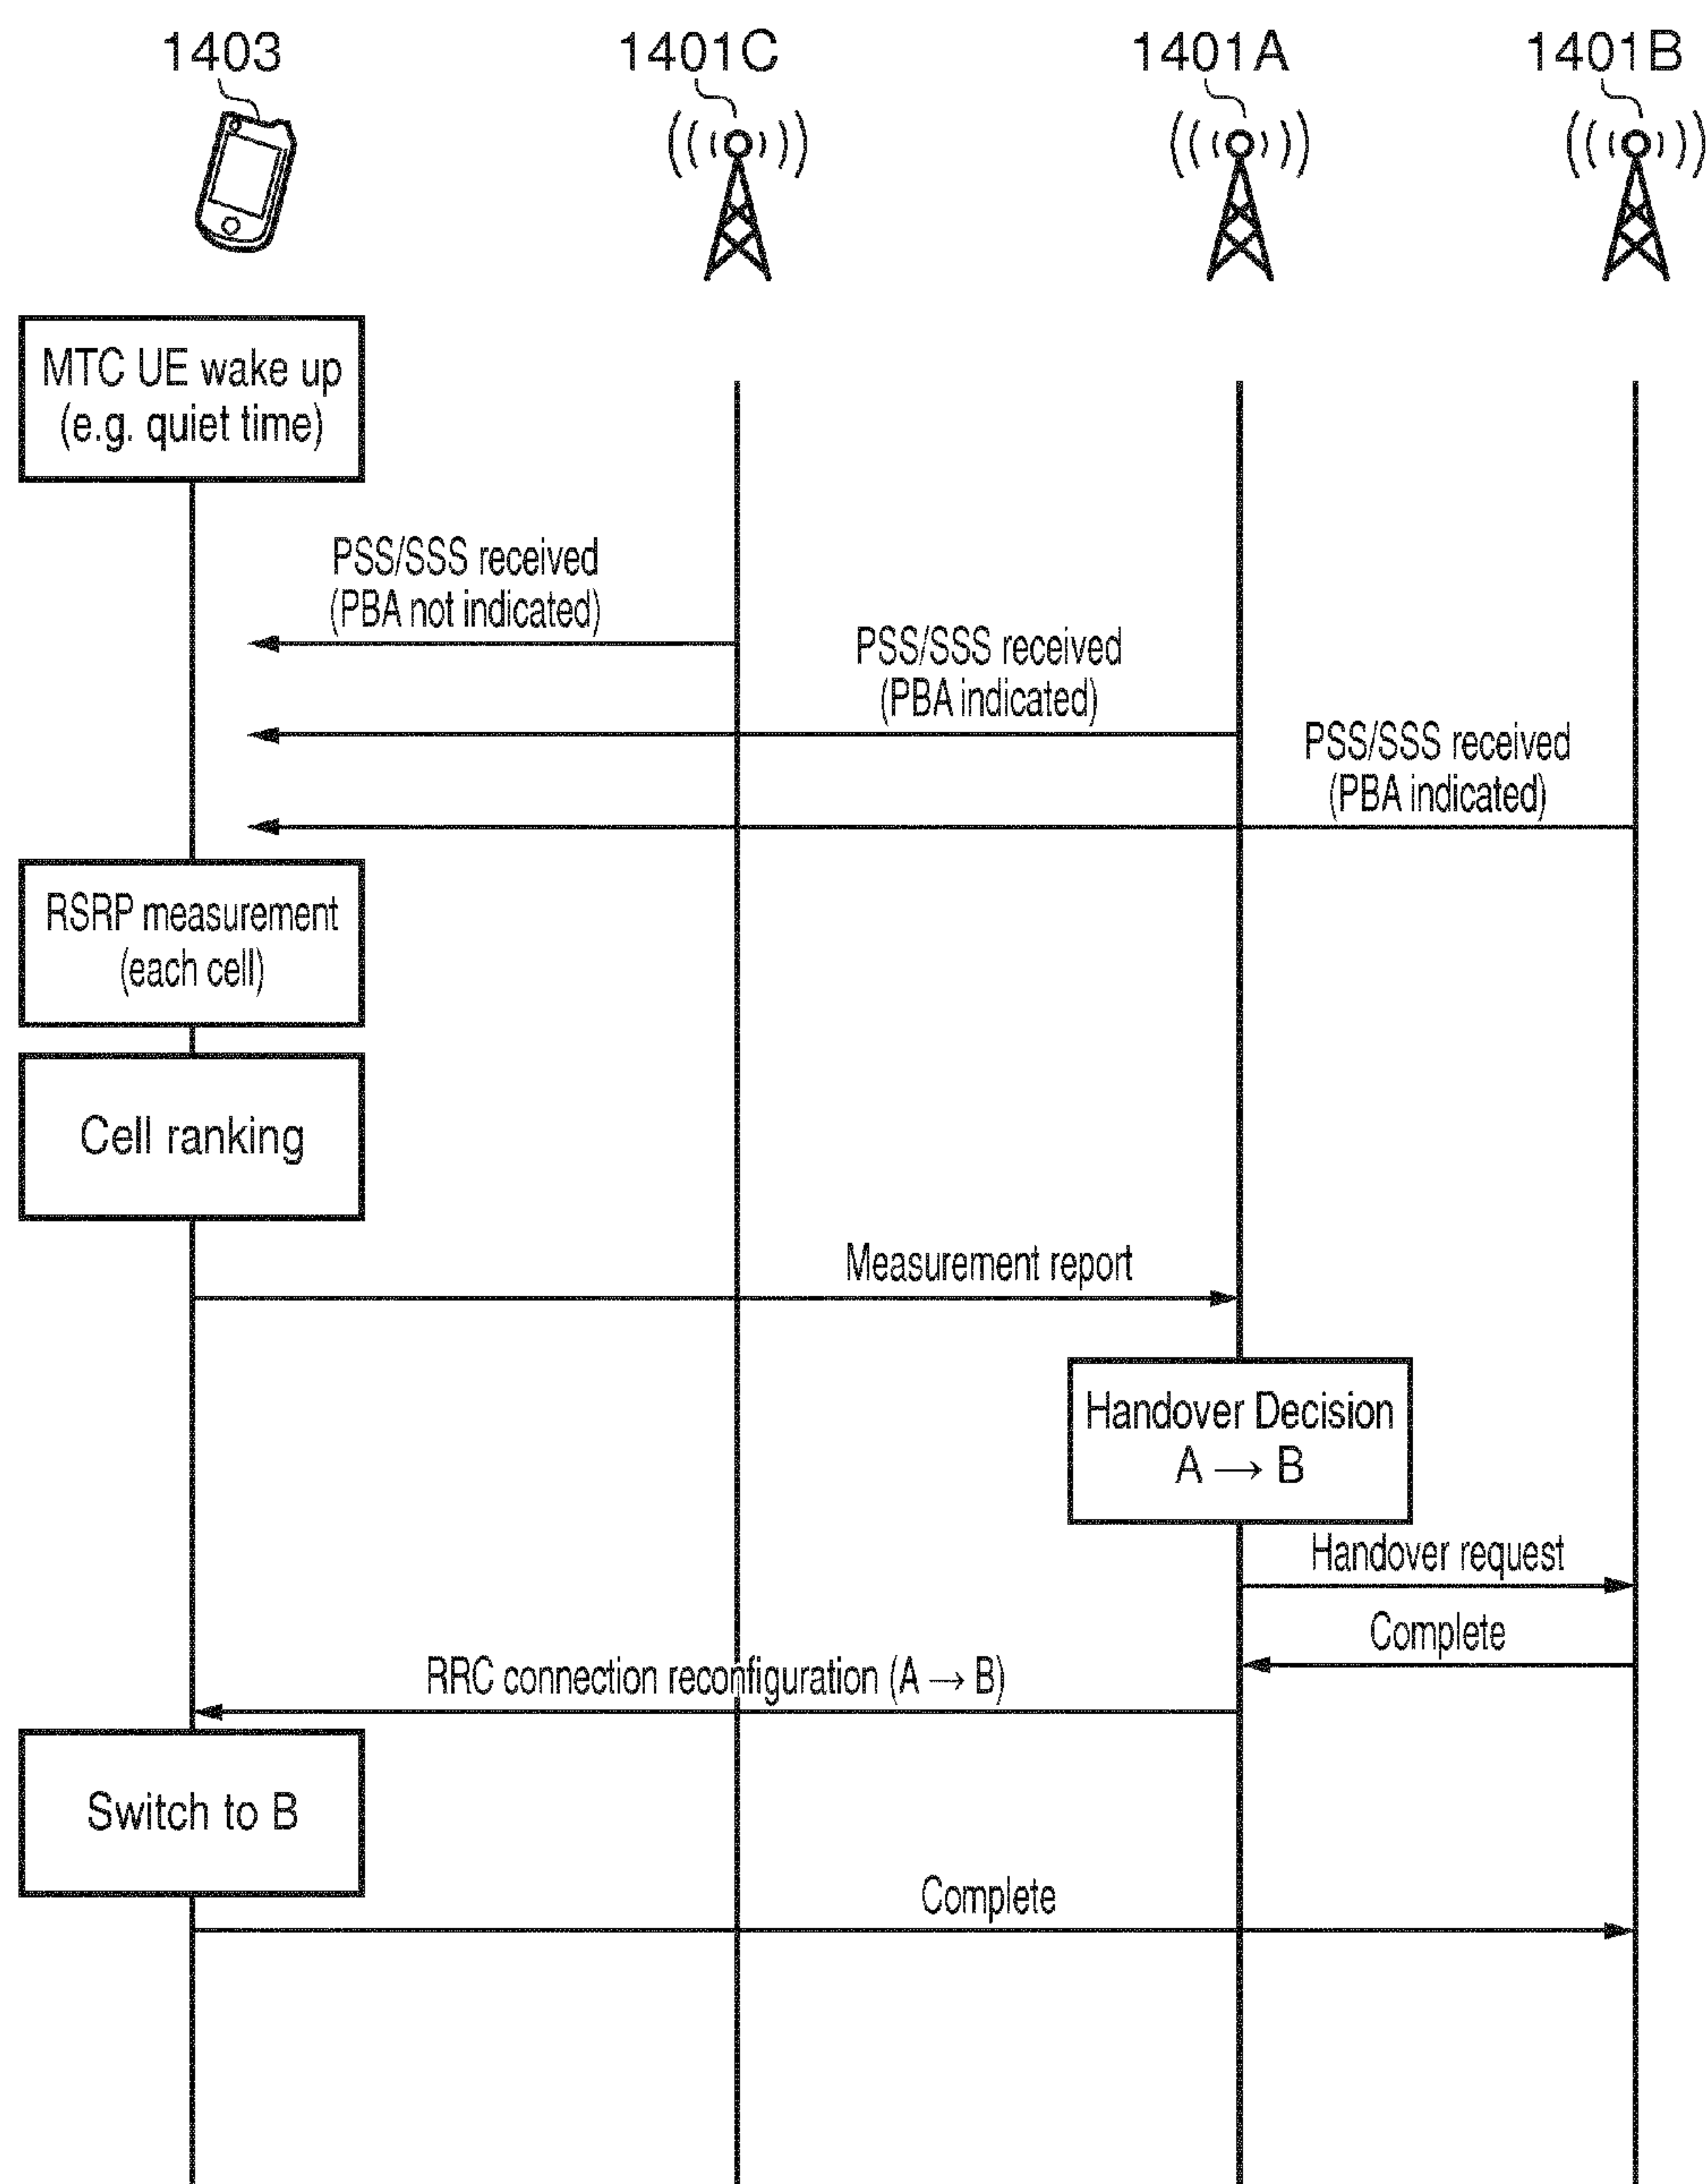 1403
1401C
1401A
1401B
MTC UE wake up
(e.g. quiet time)
PSS/SSS received
(PBA not indicated)
PSS/SSS received
(PBA indicated)
PSS/SSS received
(PBA indicated)
RSRP measurement
(each cell)
Cell ranking
Measurement report
Handover Decision
A → B
Handover request
Complete
RRC connection reconfiguration (A → B)
Switch to B
Complete